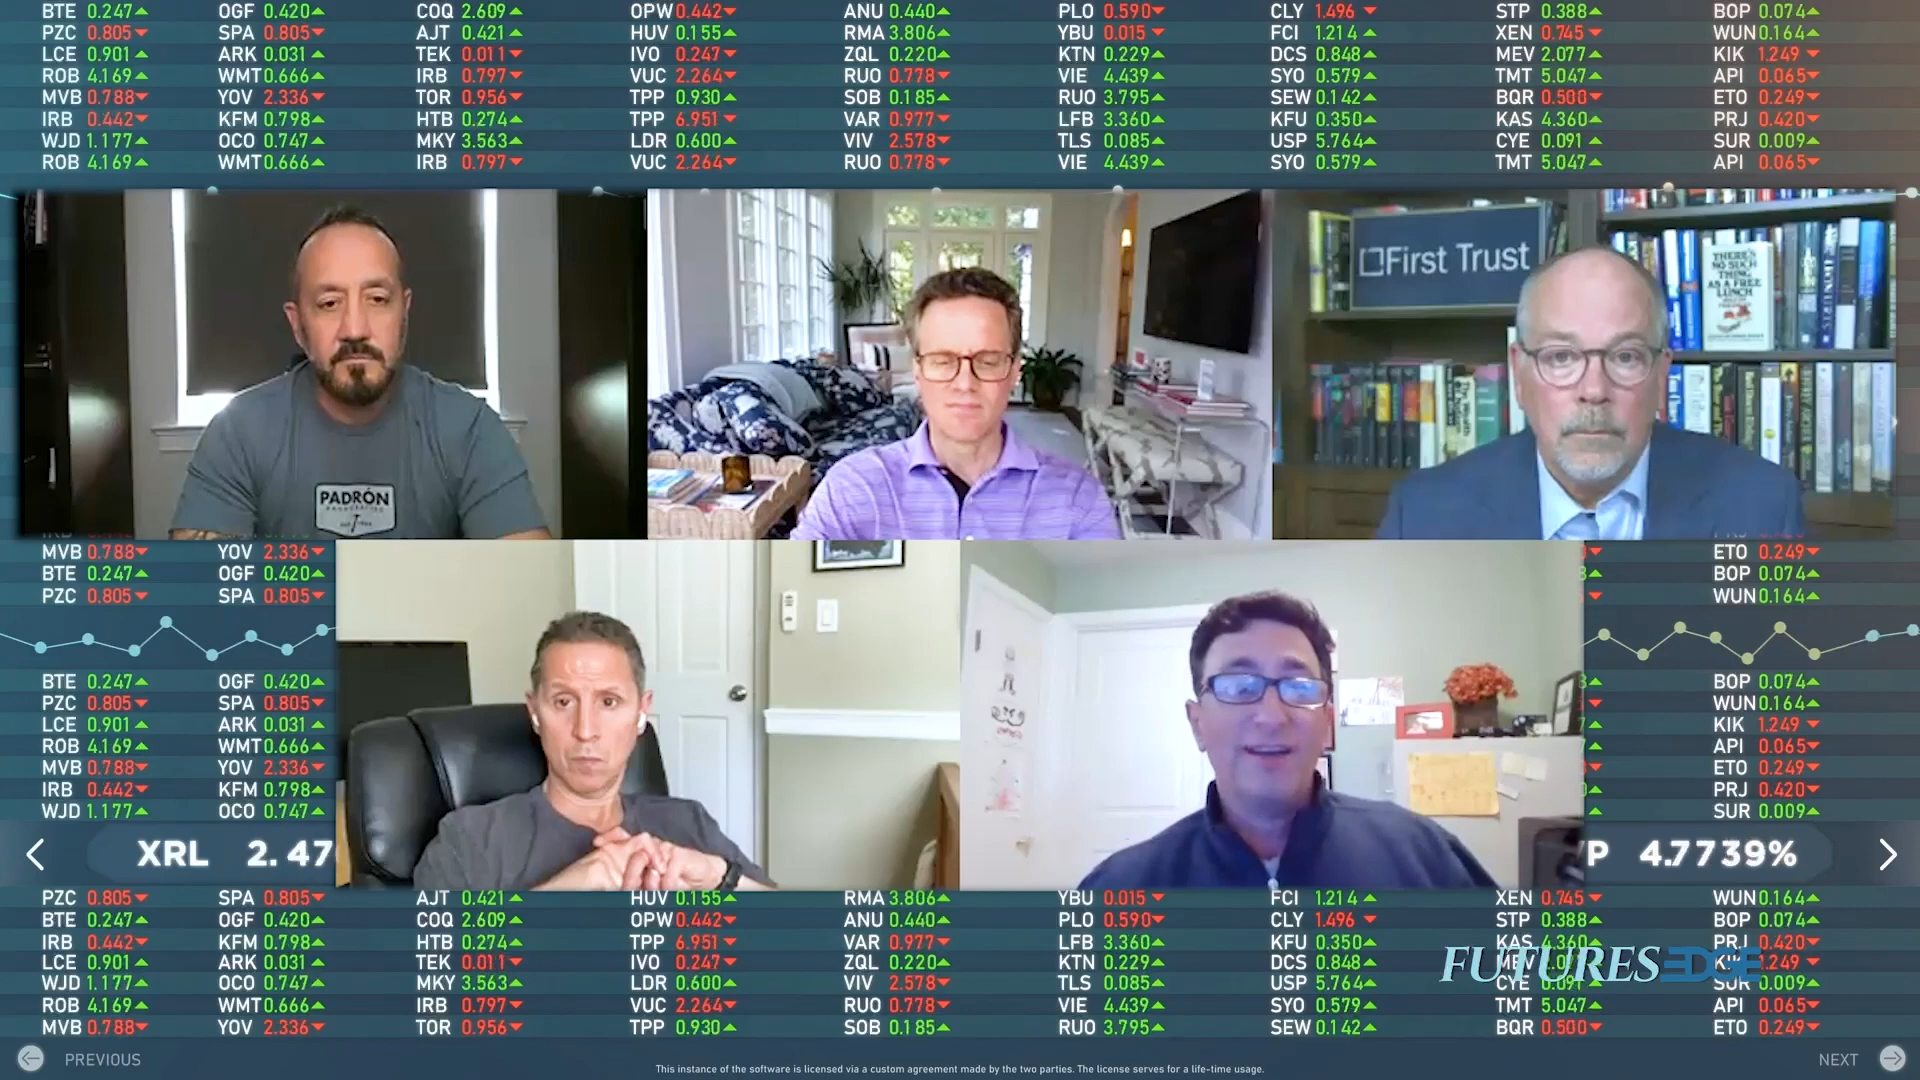 BTE 0.247 OGF 0.420 COQ 2.609 OPW 0.442 ANU 0.440 PLO 0.590 CLY 1.496 STP 0.388 BOP 0.074
PZC 0.805 SPA 0.805 AJT 0.421 HUV 0.155 RMA 3.806 YBU 0.015 FCI 1.214 XEN 0.745 WUN 0.164
LCE 0.901 ARK 0.031 TEK 0.011 IVO 0.247 ZQL 0.220 KTN 0.229 DCS 0.848 MEV 2.077 KIK 1.249
ROB 4.169 WMT 0.666 IRB 0.797 VUC 2.264 RUO 0.778 VIE 4.439 SYO 0.579 TMT 5.047 API 0.065
MVB 0.788 YOV 2.336 TOR 0.956 TPP 0.930 SOB 0.185 RUO 3.795 SEW 0.142 BQR 0.500 ETO 0.249
IRB 0.442 KFM 0.798 HTB 0.274 TPP 6.951 VAR 0.977 LFB 3.360 KFU 0.350 KAS 4.360 PRJ 0.420
WJD 1.177 OCO 0.747 MKY 3.563 LDR 0.600 VIV 2.578 TLS 0.085 USP 5.764 CYE 0.091 SUR 0.009
ROB 4.169 WMT 0.666 IRB 0.797 VUC 2.264 RUO 0.778 VIE 4.439 SYO 0.579 TMT 5.047 API 0.065
First Trust
THERE'S
NO SUCH
THING
AS A FREE
LUNCH
PADRÓN
MVB 0.788 YOV 2.336 ETO 0.249
BTE 0.247 OGF 0.420 BOP 0.074
PZC 0.805 SPA 0.805 WUN 0.164
BTE 0.247 OGF 0.420 BOP 0.074
PZC 0.805 SPA 0.805 WUN 0.164
LCE 0.901 ARK 0.031 KIK 1.249
ROB 4.169 WMT 0.666 API 0.065
MVB 0.788 YOV 2.336 ETO 0.249
IRB 0.442 KFM 0.798 PRJ 0.420
WJD 1.177 OCO 0.747 SUR 0.009
XRL 2.47 P 4.7739%
PZC 0.805 SPA 0.805 AJT 0.421 HUV 0.155 RMA 3.806 YBU 0.015 FCI 1.214 XEN 0.745 WUN 0.164
BTE 0.247 OGF 0.420 COQ 2.609 OPW 0.442 ANU 0.440 PLO 0.590 CLY 1.496 STP 0.388 BOP 0.074
IRB 0.442 KFM 0.798 HTB 0.274 TPP 6.951 VAR 0.977 LFB 3.360 KFU 0.350 KAS 4.360 PRJ 0.420
LCE 0.901 ARK 0.031 TEK 0.011 IVO 0.247 ZQL 0.220 KTN 0.229 DCS 0.848 MEV 1.249
FUTURES EDGE
WJD 1.177 OCO 0.747 MKY 3.563 LDR 0.600 VIV 2.578 TLS 0.085 USP 5.764 CYE 0.091 SUR 0.009
ROB 4.169 WMT 0.666 IRB 0.797 VUC 2.264 RUO 0.778 VIE 4.439 SYO 0.579 TMT 5.047 API 0.065
MVB 0.788 YOV 2.336 TOR 0.956 TPP 0.930 SOB 0.185 RUO 3.795 SEW 0.142 BQR 0.500 ETO 0.249
PREVIOUS NEXT
This instance of the software is licensed via a custom agreement made by the two parties. The license serves for a life-time usage.